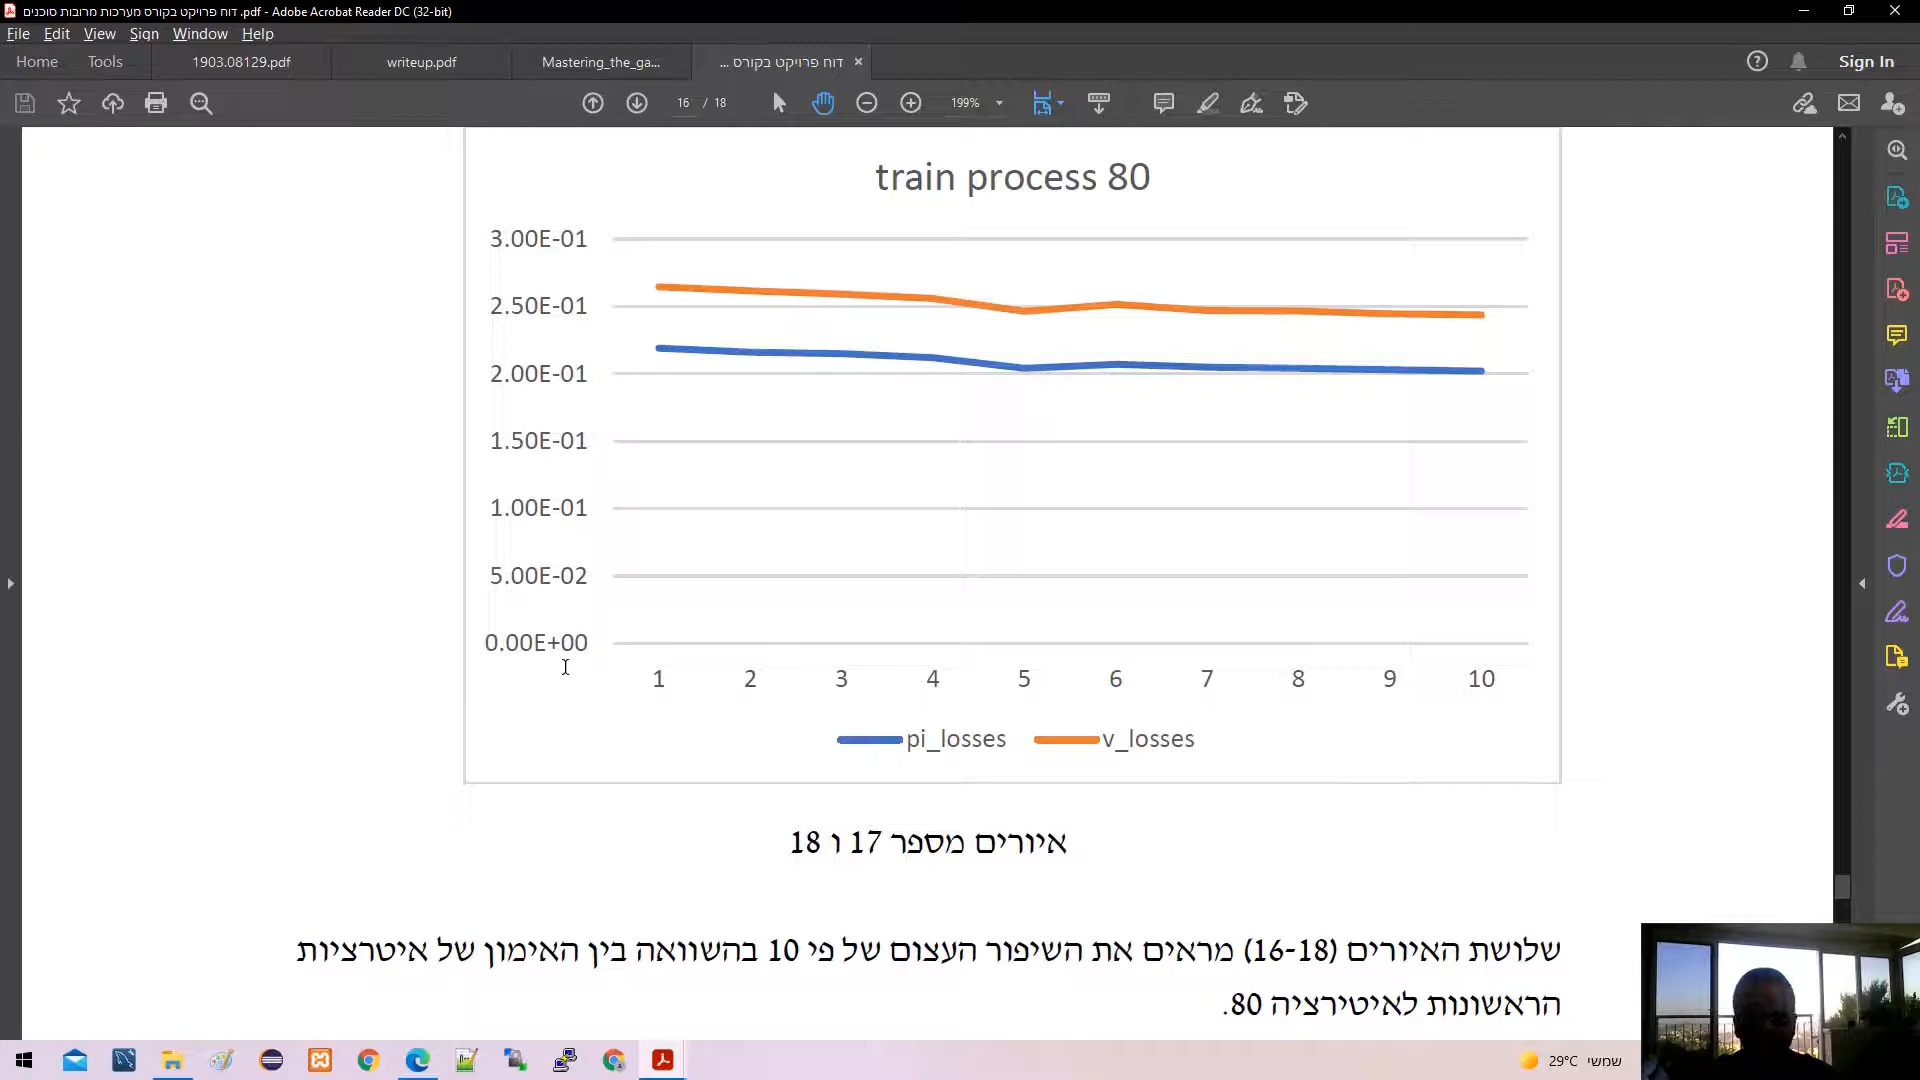 דוח פרויקט בקורס מערכות מרובות סוכנים .pdf - Adobe Acrobat Reader DC (32-bit)
File Edit View Sign Window Help
Home Tools 1903.08129.pdf writeup.pdf Mastering_the_ga... דוח פרויקט בקורס ... × Sign In
16 / 18 199%
train process 80
3.00E-01
2.50E-01
2.00E-01
1.50E-01
1.00E-01
5.00E-02
0.00E+00
1 2 3 4 5 6 7 8 9 10
pi_losses v_losses
איורים מספר 17 ו 18
שלושת האיורים (16-18) מראים את השיפור העצום של פי 10 בהשוואה בין האימון של איטרציות
הראשונות לאיטירציה 80.
29°C שמשי